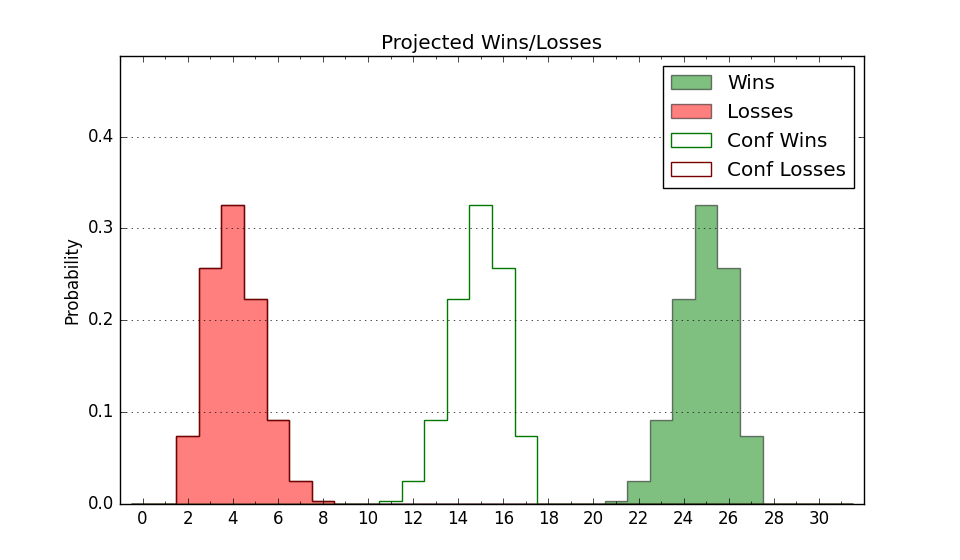 Projected Wins/Losses
Wins
Losses
Conf Wins
Conf Losses
Probability
0.4
0.3
0.2
0.1
0.0
0 2 4 6 8 10 12 14 16 18 20 22 24 26 28 30